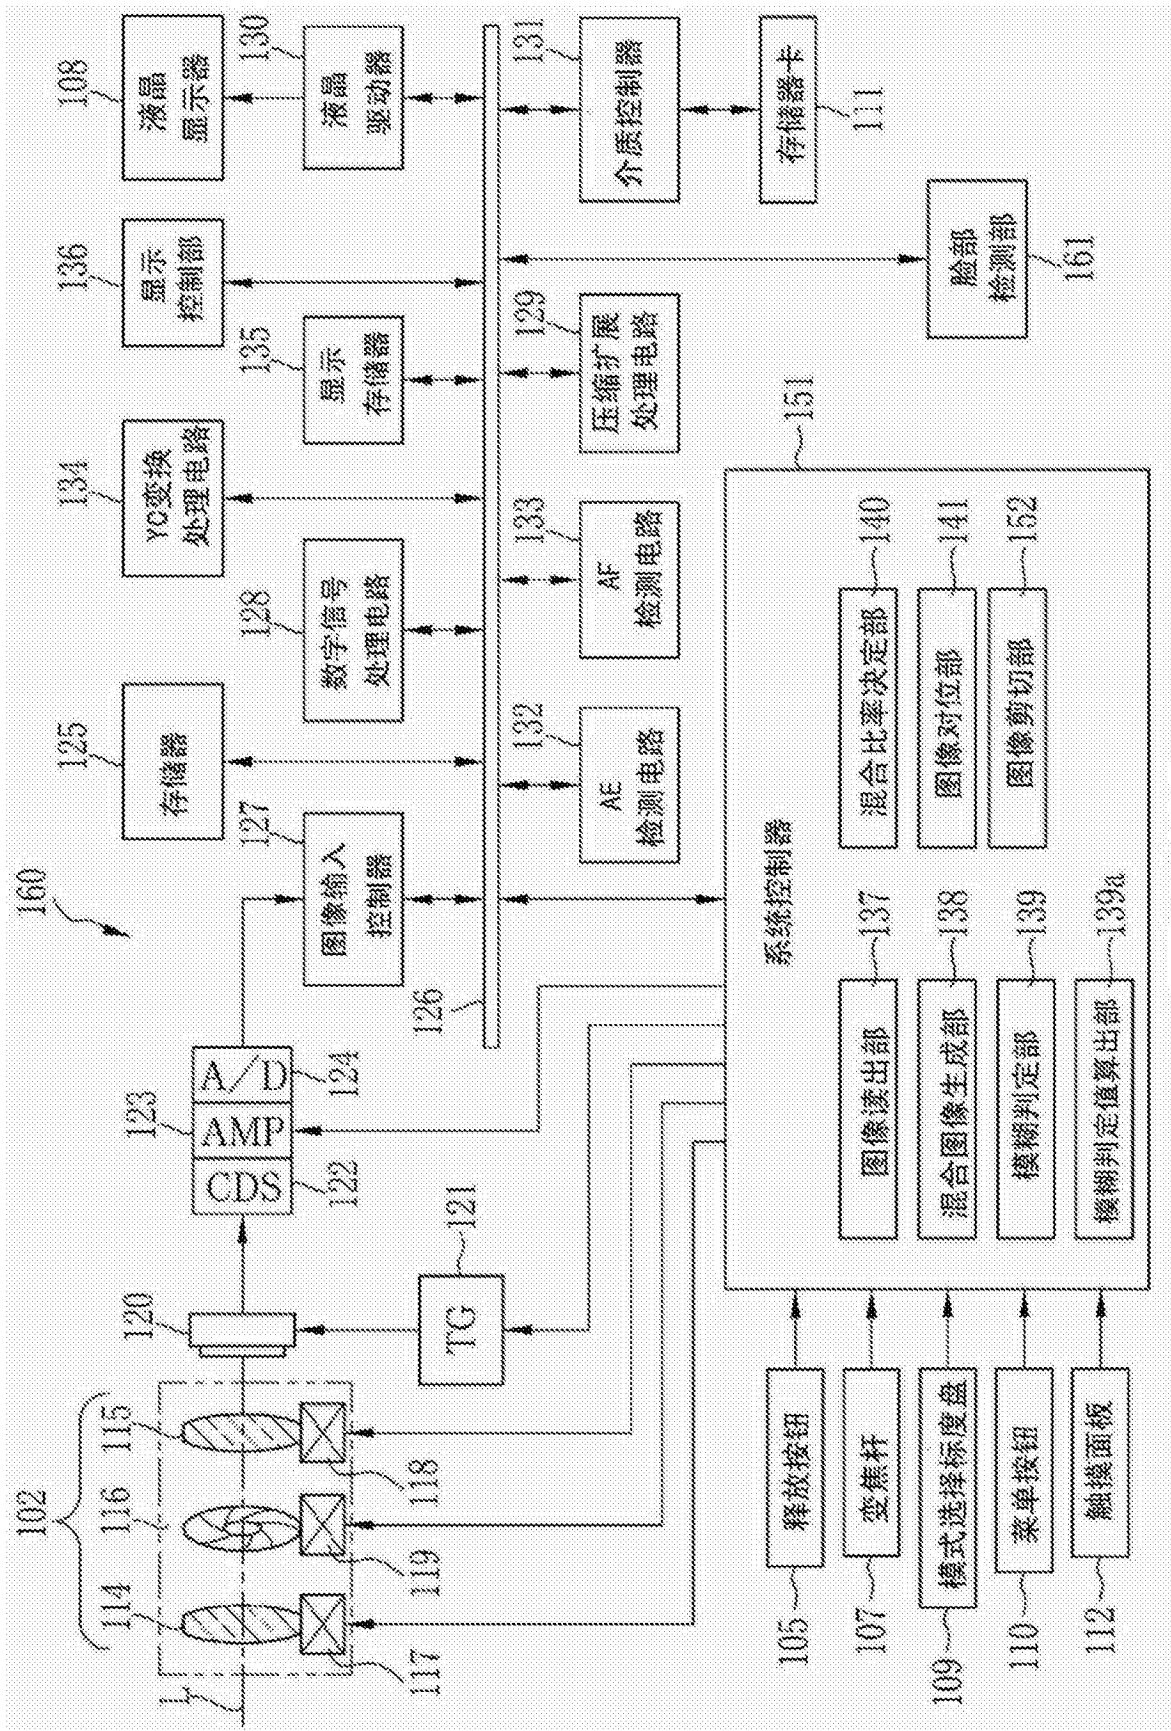 160
102
114
116
115
120
L
117
119
118
TG
121
123
CDS
AMP
A/D
122
124
125
存储器
127
图像输入
控制器
126
128
数字信号
处理电路
134
YC变换
处理电路
135
显示
存储器
136
显示
控制部
130
液晶
驱动器
108
液晶
显示器
132
AE
检测电路
133
AF
检测电路
129
压缩扩展
处理电路
131
介质控制器
存储器卡
111
脸部
检测部
161
151
系统控制器
图像读出部
137
混合图像生成部
138
模糊判定部
139
模糊判定值算出部
139a
混合比率决定部
140
图像对位部
141
图像剪切部
152
105
释放按钮
107
变焦杆
109
模式选择标度盘
110
菜单按钮
112
触摸面板